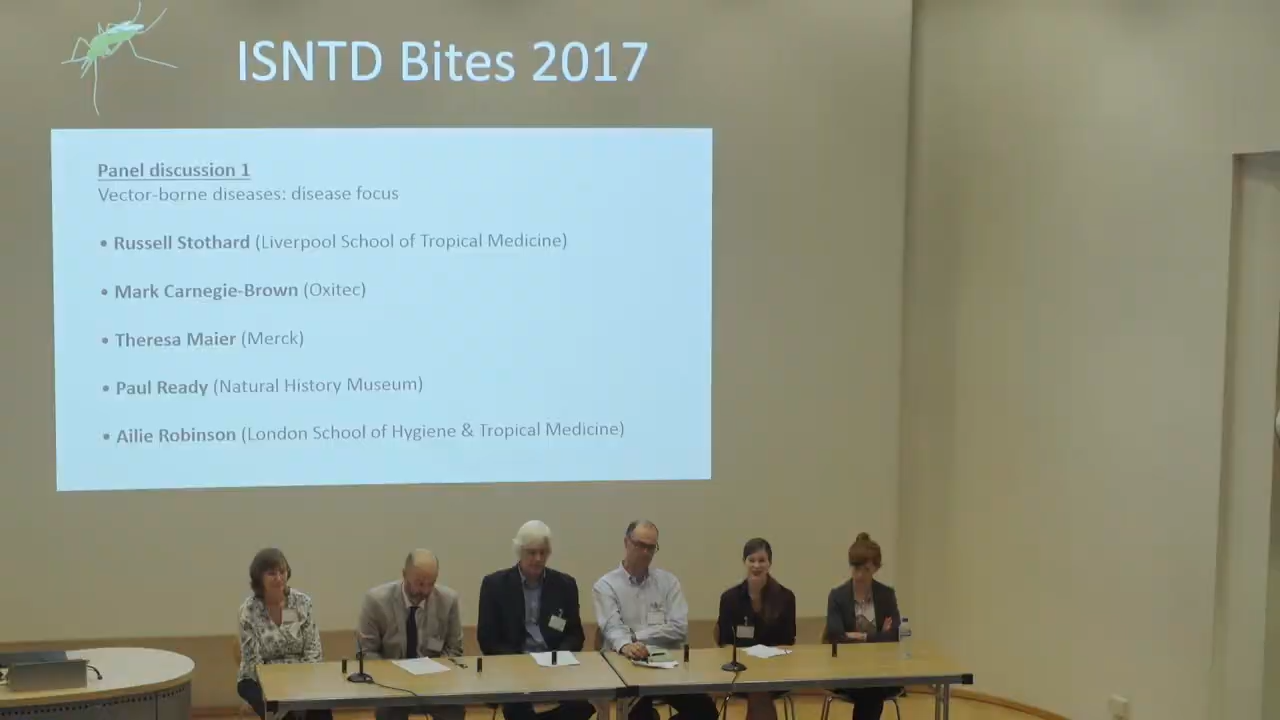 ISNTD Bites 2017
Panel discussion 1
Vector-borne diseases: disease focus
• Russell Stothard (Liverpool School of Tropical Medicine)
• Mark Carnegie-Brown (Oxitec)
• Theresa Maier (Merck)
• Paul Ready (Natural History Museum)
• Ailie Robinson (London School of Hygiene & Tropical Medicine)